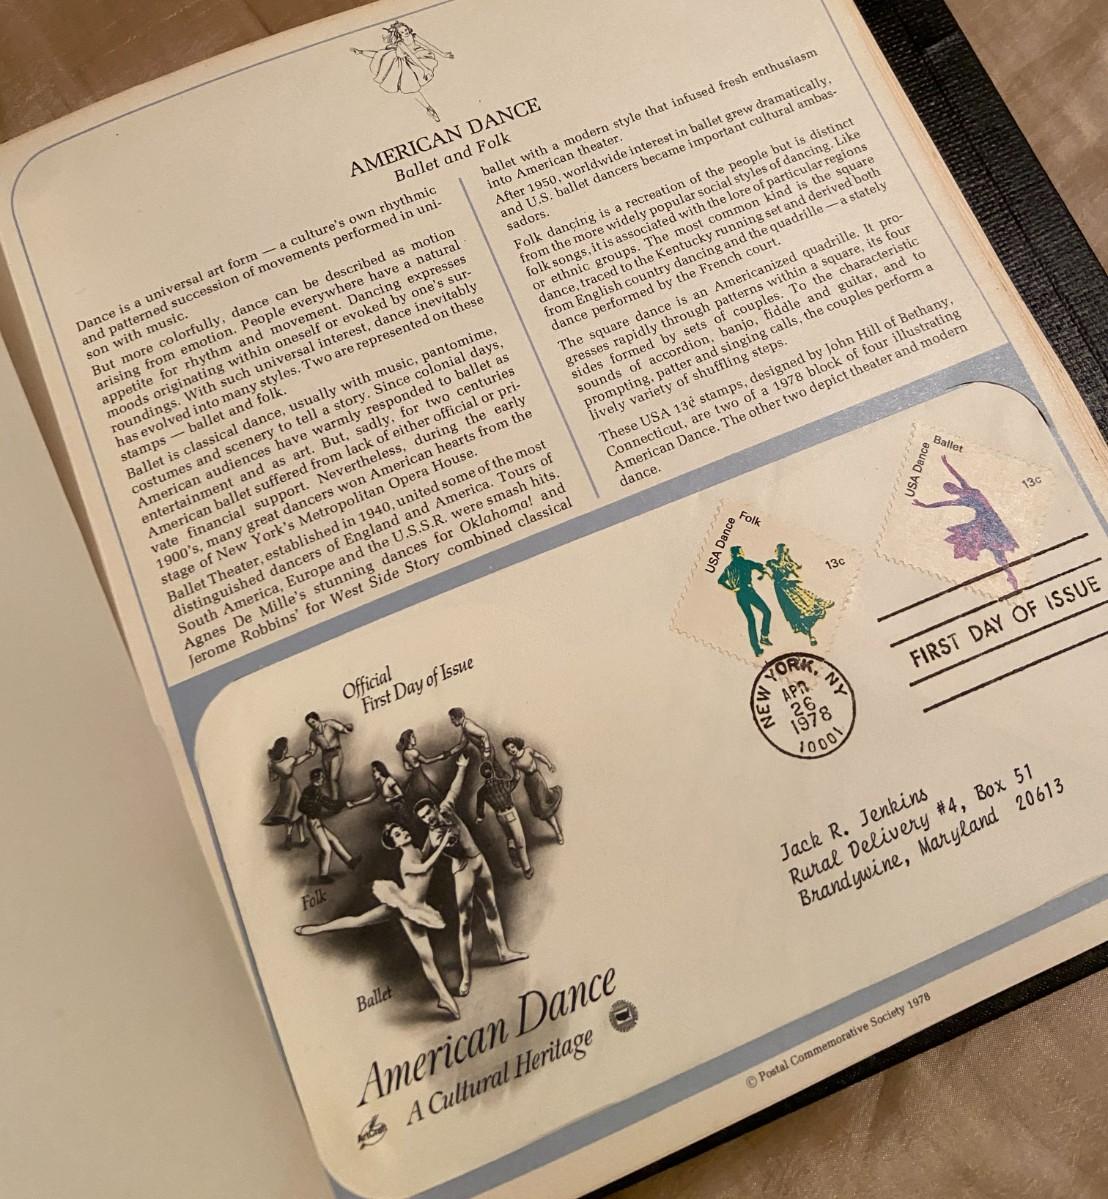 AMERICAN DANCE
Ballet and Folk
Dance is a universal art form — a culture's own rhythmic
and patterned succession of movements performed in uni-
son with music.
But more colorfully, dance can be described as motion
arising from emotion. People everywhere have a natural
appetite for rhythm and movement. Dancing expresses
moods originating within oneself or evoked by one's sur-
roundings. With such universal interest, dance inevitably
has evolved into many styles. Two are represented on these
stamps — ballet and folk.
Ballet is classical dance, usually with music, pantomime,
costumes and scenery to tell a story. Since colonial days,
American audiences have warmly responded to ballet as
entertainment and as art. But, sadly, for two centuries
American ballet suffered from lack of either official or pri-
vate financial support. Nevertheless, during the early
1900's, many great dancers won American hearts from the
stage of New York's Metropolitan Opera House.
Ballet Theater, established in 1940, united some of the most
distinguished dancers of England and America. Tours of
South America, Europe and the U.S.S.R. were smash hits.
Agnes De Mille's stunning dances for Oklahoma! and
Jerome Robbins' for West Side Story combined classical
ballet with a modern style that infused fresh enthusiasm
into American theater.
After 1950, worldwide interest in ballet grew dramatically,
and U.S. ballet dancers became important cultural ambas-
sadors.
Folk dancing is a recreation of the people but is distinct
from the more widely popular social styles of dancing. Like
folk songs, it is associated with the lore of particular regions
or ethnic groups. The most common kind is the square
dance, traced to the Kentucky running set and derived both
from English country dancing and the quadrille — a stately
dance performed by the French court.
The square dance is an Americanized quadrille. It pro-
gresses rapidly through patterns within a square, its four
sides formed by sets of couples. To the characteristic
sounds of accordion, banjo, fiddle and guitar, and to
prompting, patter and singing calls, the couples perform a
lively variety of shuffling steps.
These USA 13¢ stamps, designed by John Hill of Bethany,
Connecticut, are two of a 1978 block of four illustrating
American Dance. The other two depict theater and modern
dance.
USA Dance
Folk
13c
USA Dance
Ballet
13c
FIRST DAY OF ISSUE
NEW YORK, NY
APR
26
1978
10001
Official
First Day of Issue
Folk
Ballet
American Dance
A Cultural Heritage
ArtCraft
Jack R. Jenkins
Rural Delivery #4, Box 51
Brandywine, Maryland 20613
© Postal Commemorative Society 1978